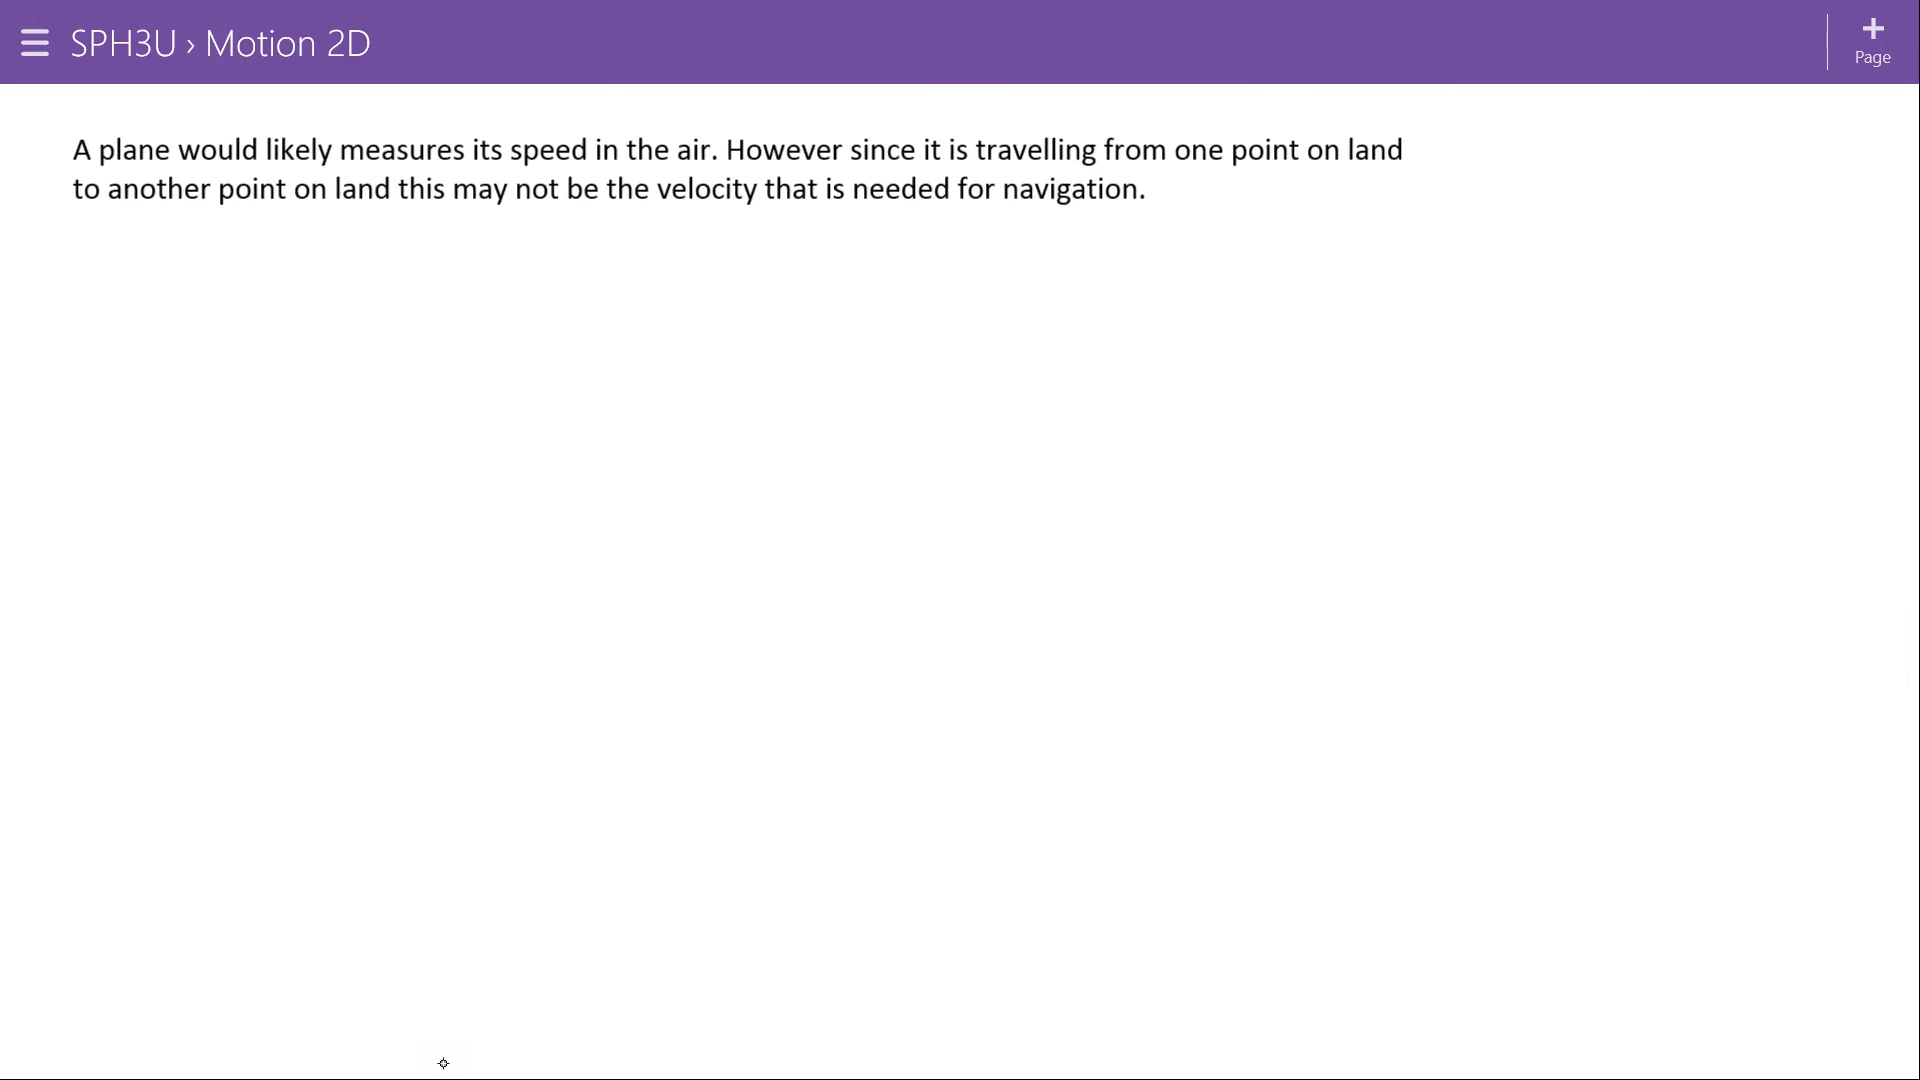 SPH3U › Motion 2D
Page
A plane would likely measures its speed in the air. However since it is travelling from one point on land
to another point on land this may not be the velocity that is needed for navigation.